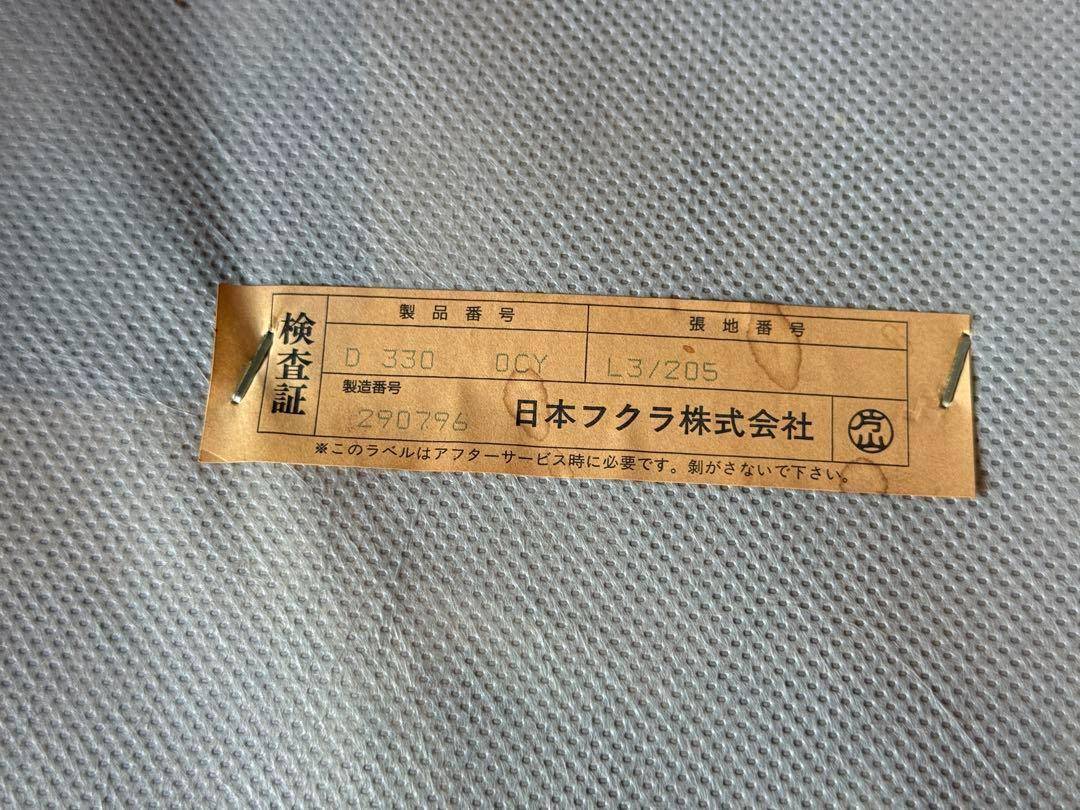 検査証
製品番号
張地番号
D 330 0CY
L3/205
製造番号
290796
日本フクラ株式会社
片山
※このラベルはアフターサービス時に必要です。剝がさないで下さい。